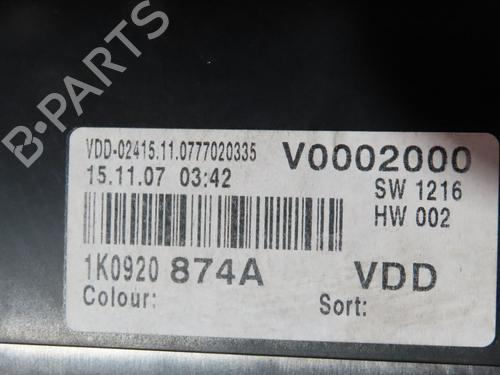 VDD-02415.11.0777020335 V0002000
15.11.07 03:42 SW 1216
HW 002
1K0920 874A VDD
Colour: Sort:
B-PARTS